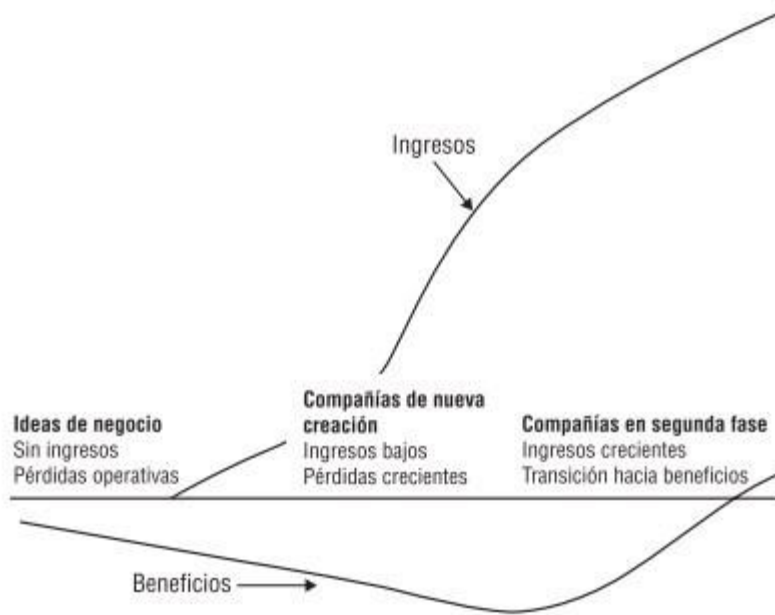 Ingresos
Ideas de negocio
Sin ingresos
Pérdidas operativas
Compañías de nueva
creación
Ingresos bajos
Pérdidas crecientes
Compañías en segunda fase
Ingresos crecientes
Transición hacia beneficios
Beneficios